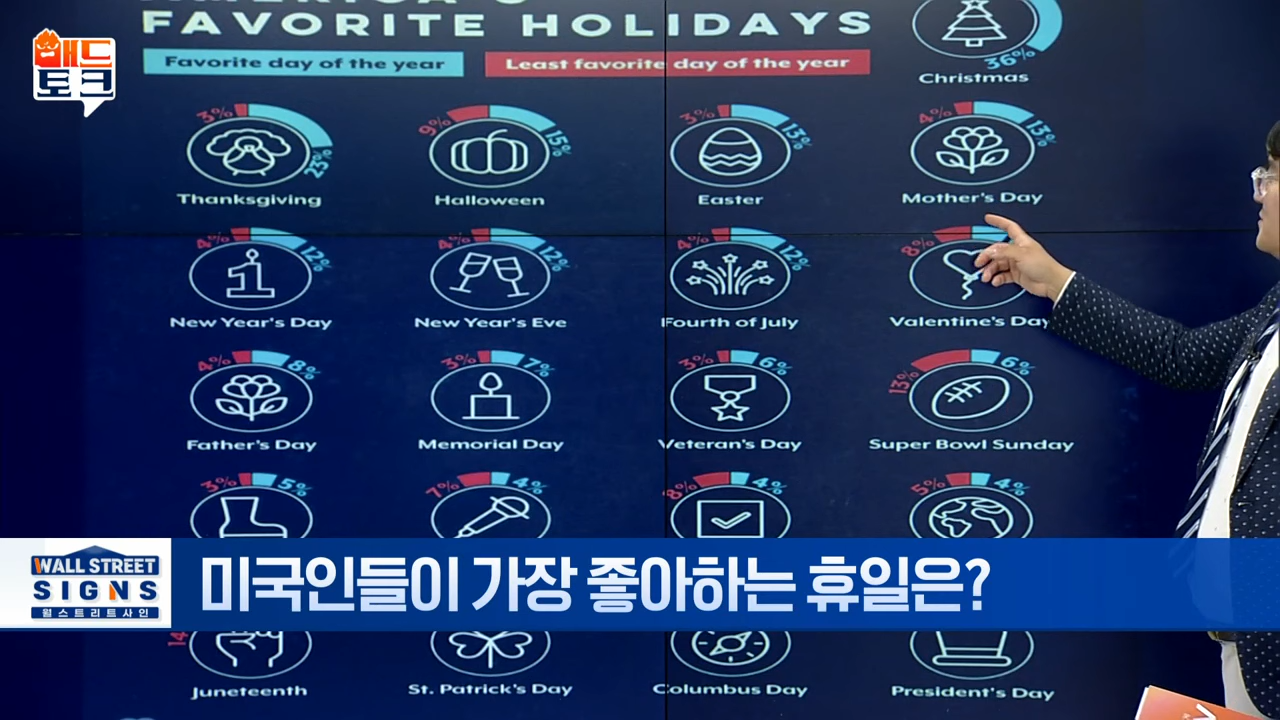 FAVORITE HOLIDAYS
매드
토크
Favorite day of the year
Least favorite day of the year
36%
Christmas
3%
23%
Thanksgiving
9%
15%
Halloween
3%
13%
Easter
4%
13%
Mother's Day
4%
12%
New Year's Day
4%
12%
New Year's Eve
4%
12%
Fourth of July
8%
Valentine's Day
4%
8%
Father's Day
3%
7%
Memorial Day
3%
6%
Veteran's Day
13%
6%
Super Bowl Sunday
3%
5%
7%
4%
8%
4%
5%
4%
WALL STREET
SIGNS
월스트리트사인
미국인들이 가장 좋아하는 휴일은?
Juneteenth
St. Patrick's Day
Columbus Day
President's Day